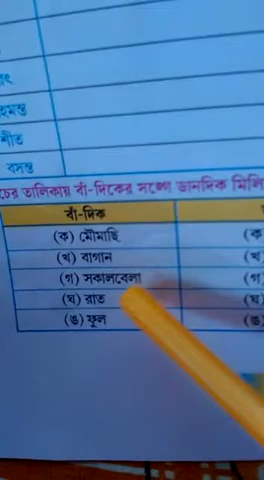 হেমন্ত
শীত
বসন্ত
তালিকায় বাঁ-দিকের সঙ্গে ডানদিক
বাঁ-দিক
(ক) মৌমাছি
(ক)
(খ) বাগান
(খ)
(গ) সকালবেলা
(গ)
(ঘ) রাত
(ঘ)
(ঙ) ফুল
(ঙ)